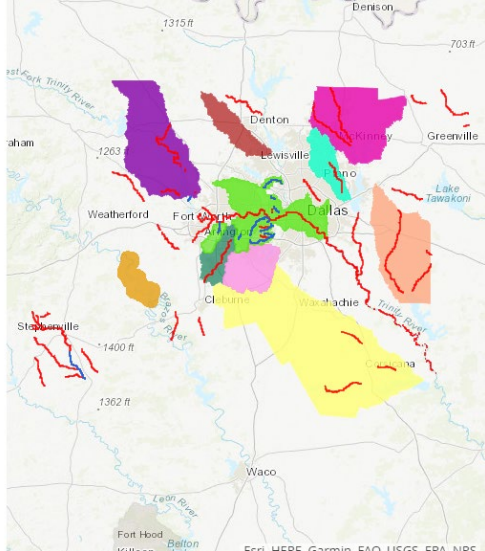 Denison
1315 ft
703 ft
est Fork Trinity River
Denton
raham
McKinney
Greenville
1263
Lewisville
Plano
Lake
Tawakoni
Weatherford
Fort Worth
Dallas
Arlington
Cleburne
Waxahachie
Brazos River
Trinity River
Stephenville
1400 ft
Corsicana
1362 ft
Waco
Leon River
Fort Hood
Belton
Killeen
Esri, HERE, Garmin, FAO, USGS, EPA, NPS